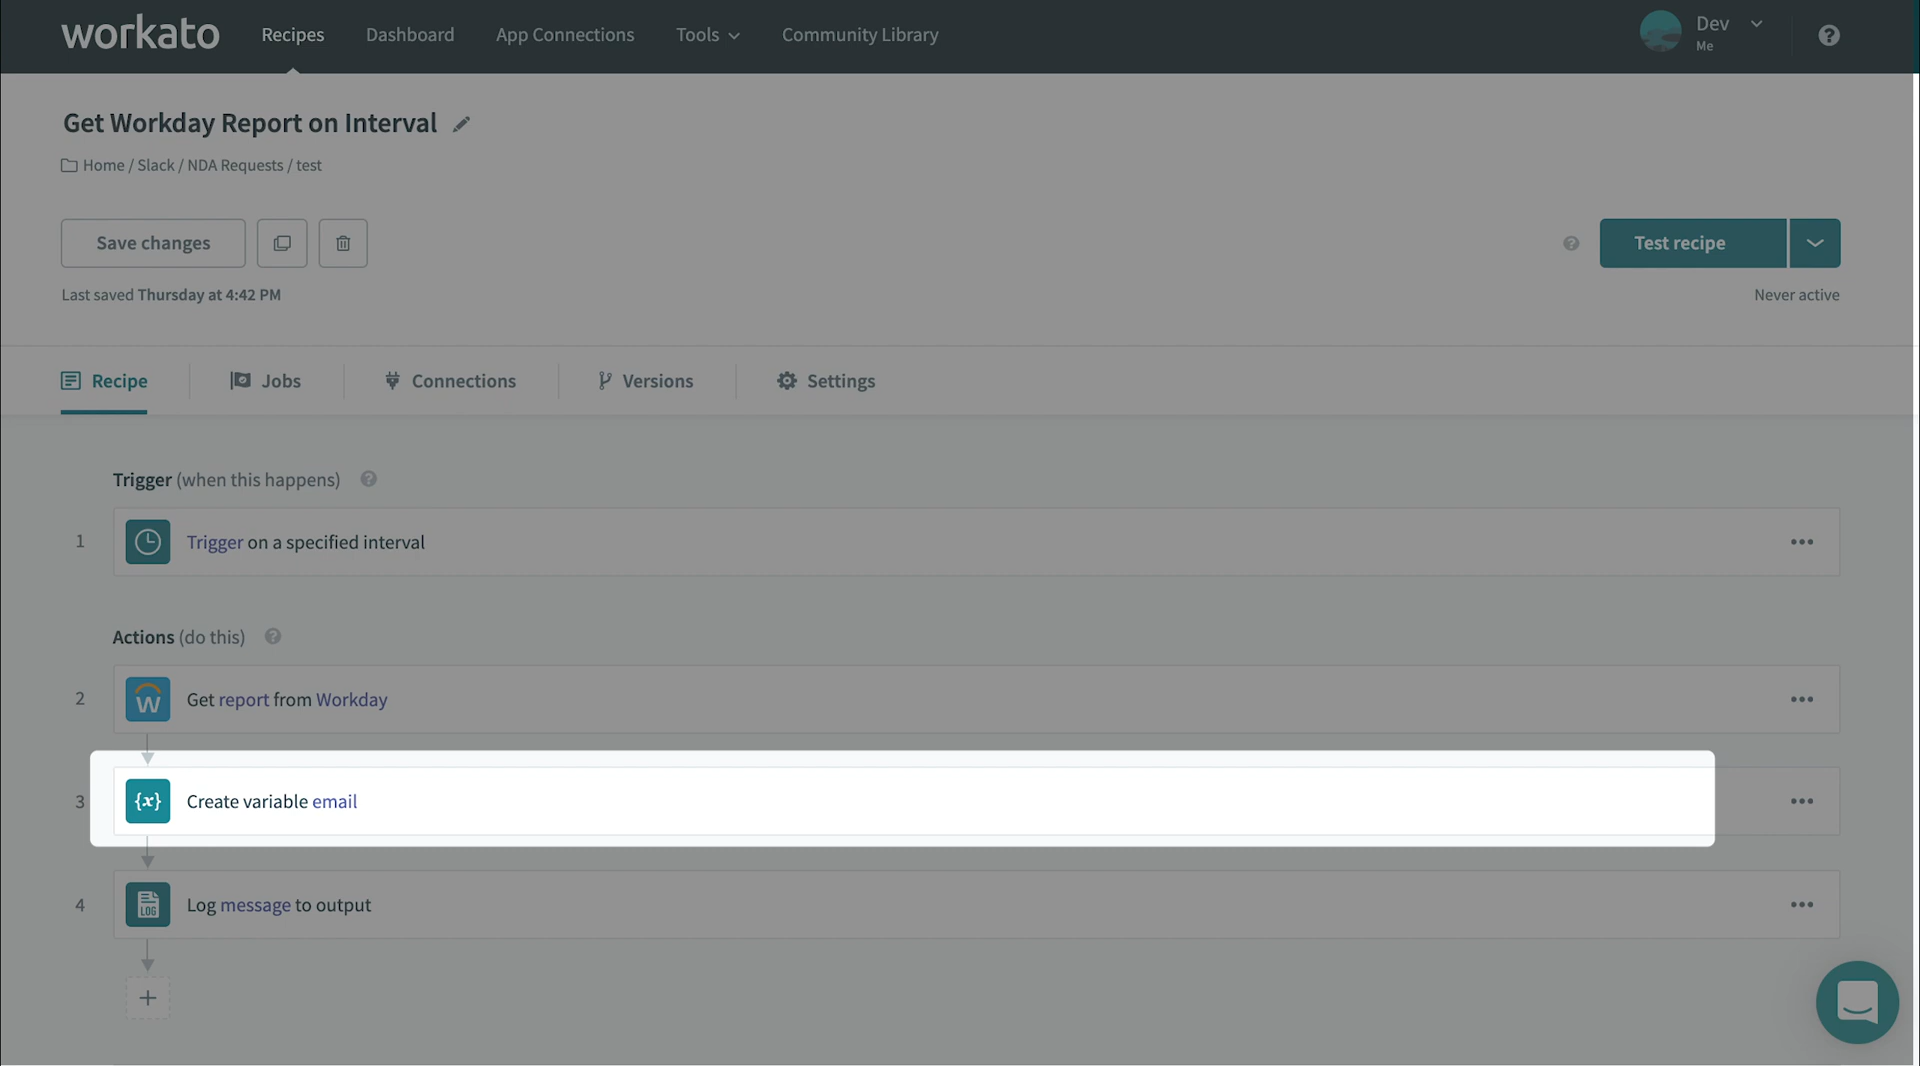 workato Recipes Dashboard App Connections Tools Community Library Dev
Me
Get Workday Report on Interval
Home / Slack / NDA Requests / test
Save changes
Test recipe
Last saved Thursday at 4:42 PM
Never active
Recipe Jobs Connections Versions Settings
Trigger (when this happens)
1 Trigger on a specified interval
Actions (do this)
2 W Get report from Workday
3 {x} Create variable email
4 LOG Log message to output